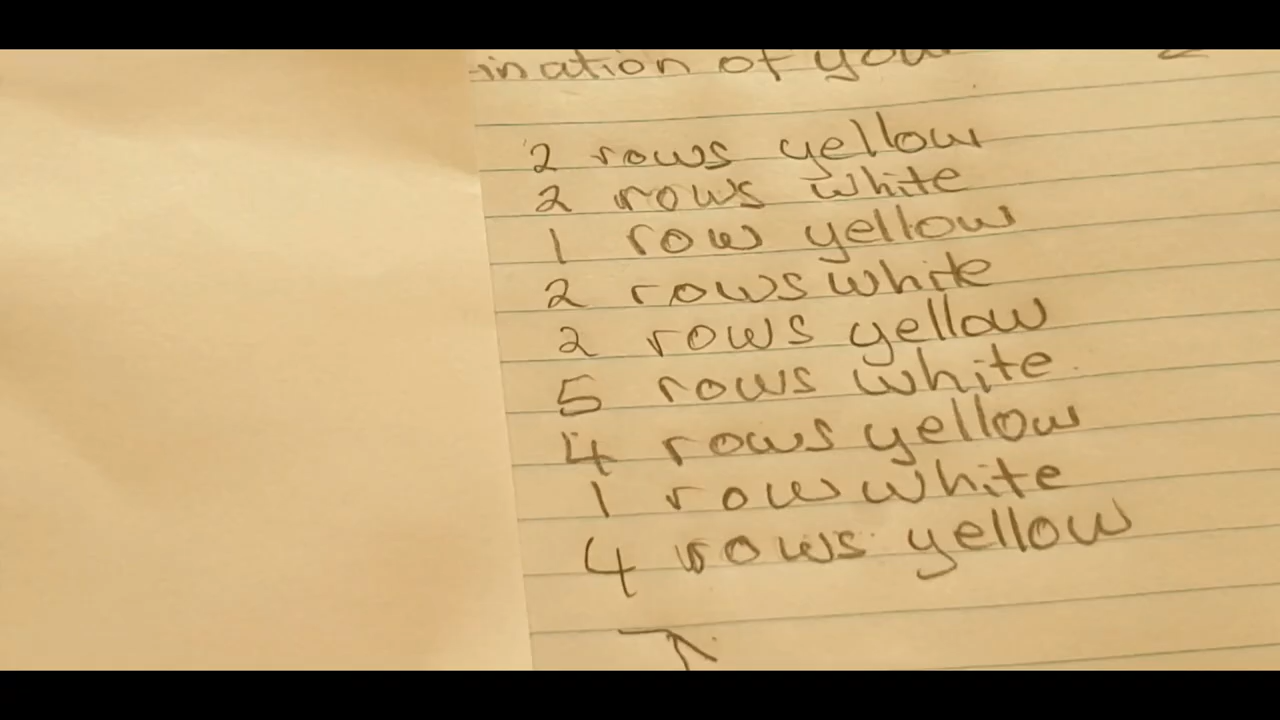 ination of your
2 rows yellow
2 rows white
1 row yellow
2 rows white
2 rows yellow
5 rows white
4 rows yellow
1 row white
4 rows yellow